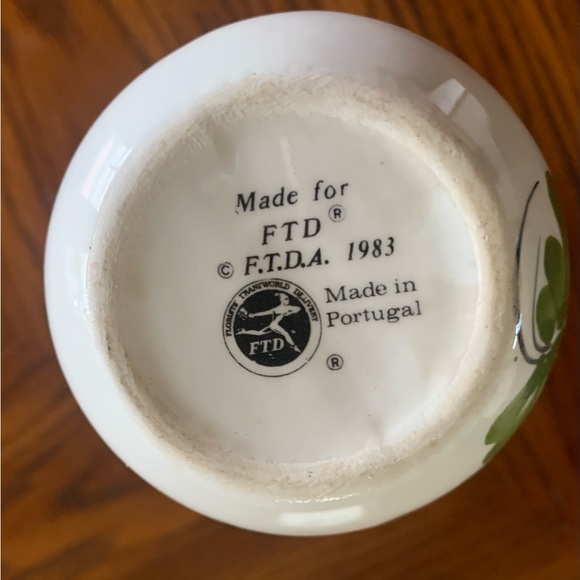 Made for
FTD ®
© F.T.D.A. 1983
FLORISTS TRANSWORLD DELIVERY
FTD
Made in
Portugal
®